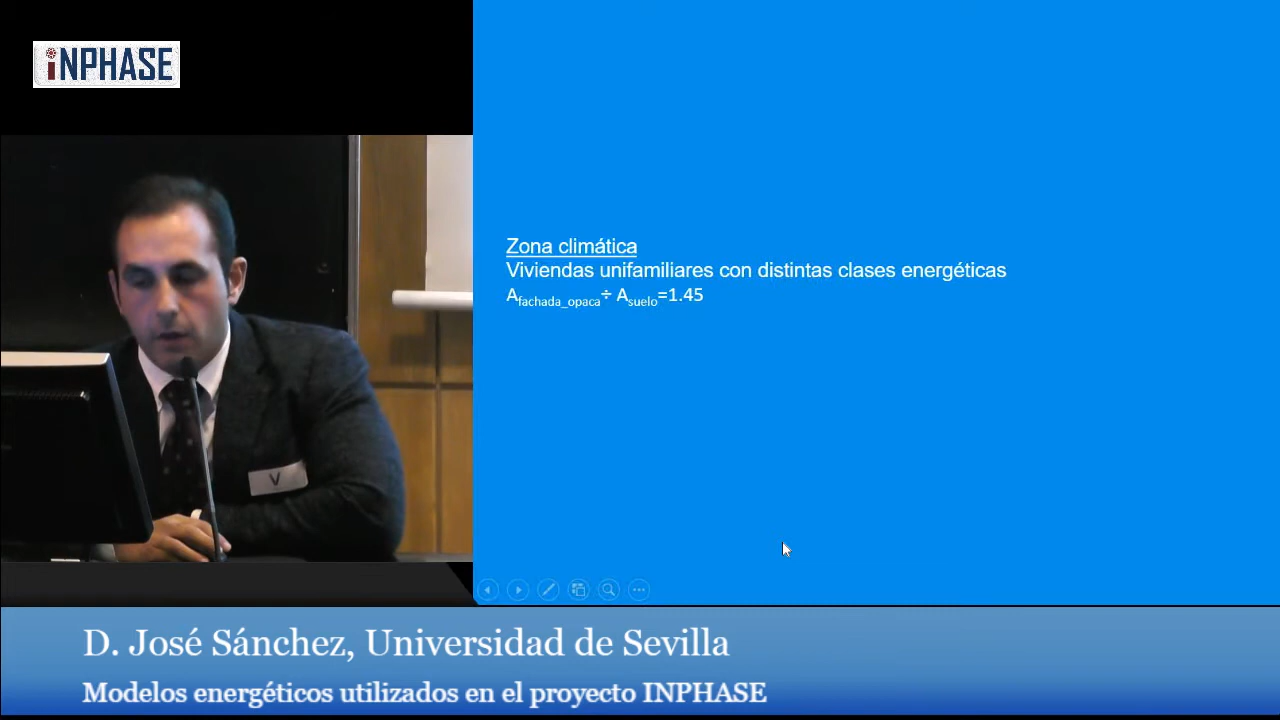 iNPHASE
Zona climática
Viviendas unifamiliares con distintas clases energéticas
Afachada_opaca÷ Asuelo=1.45
V
D. José Sánchez, Universidad de Sevilla
Modelos energéticos utilizados en el proyecto INPHASE